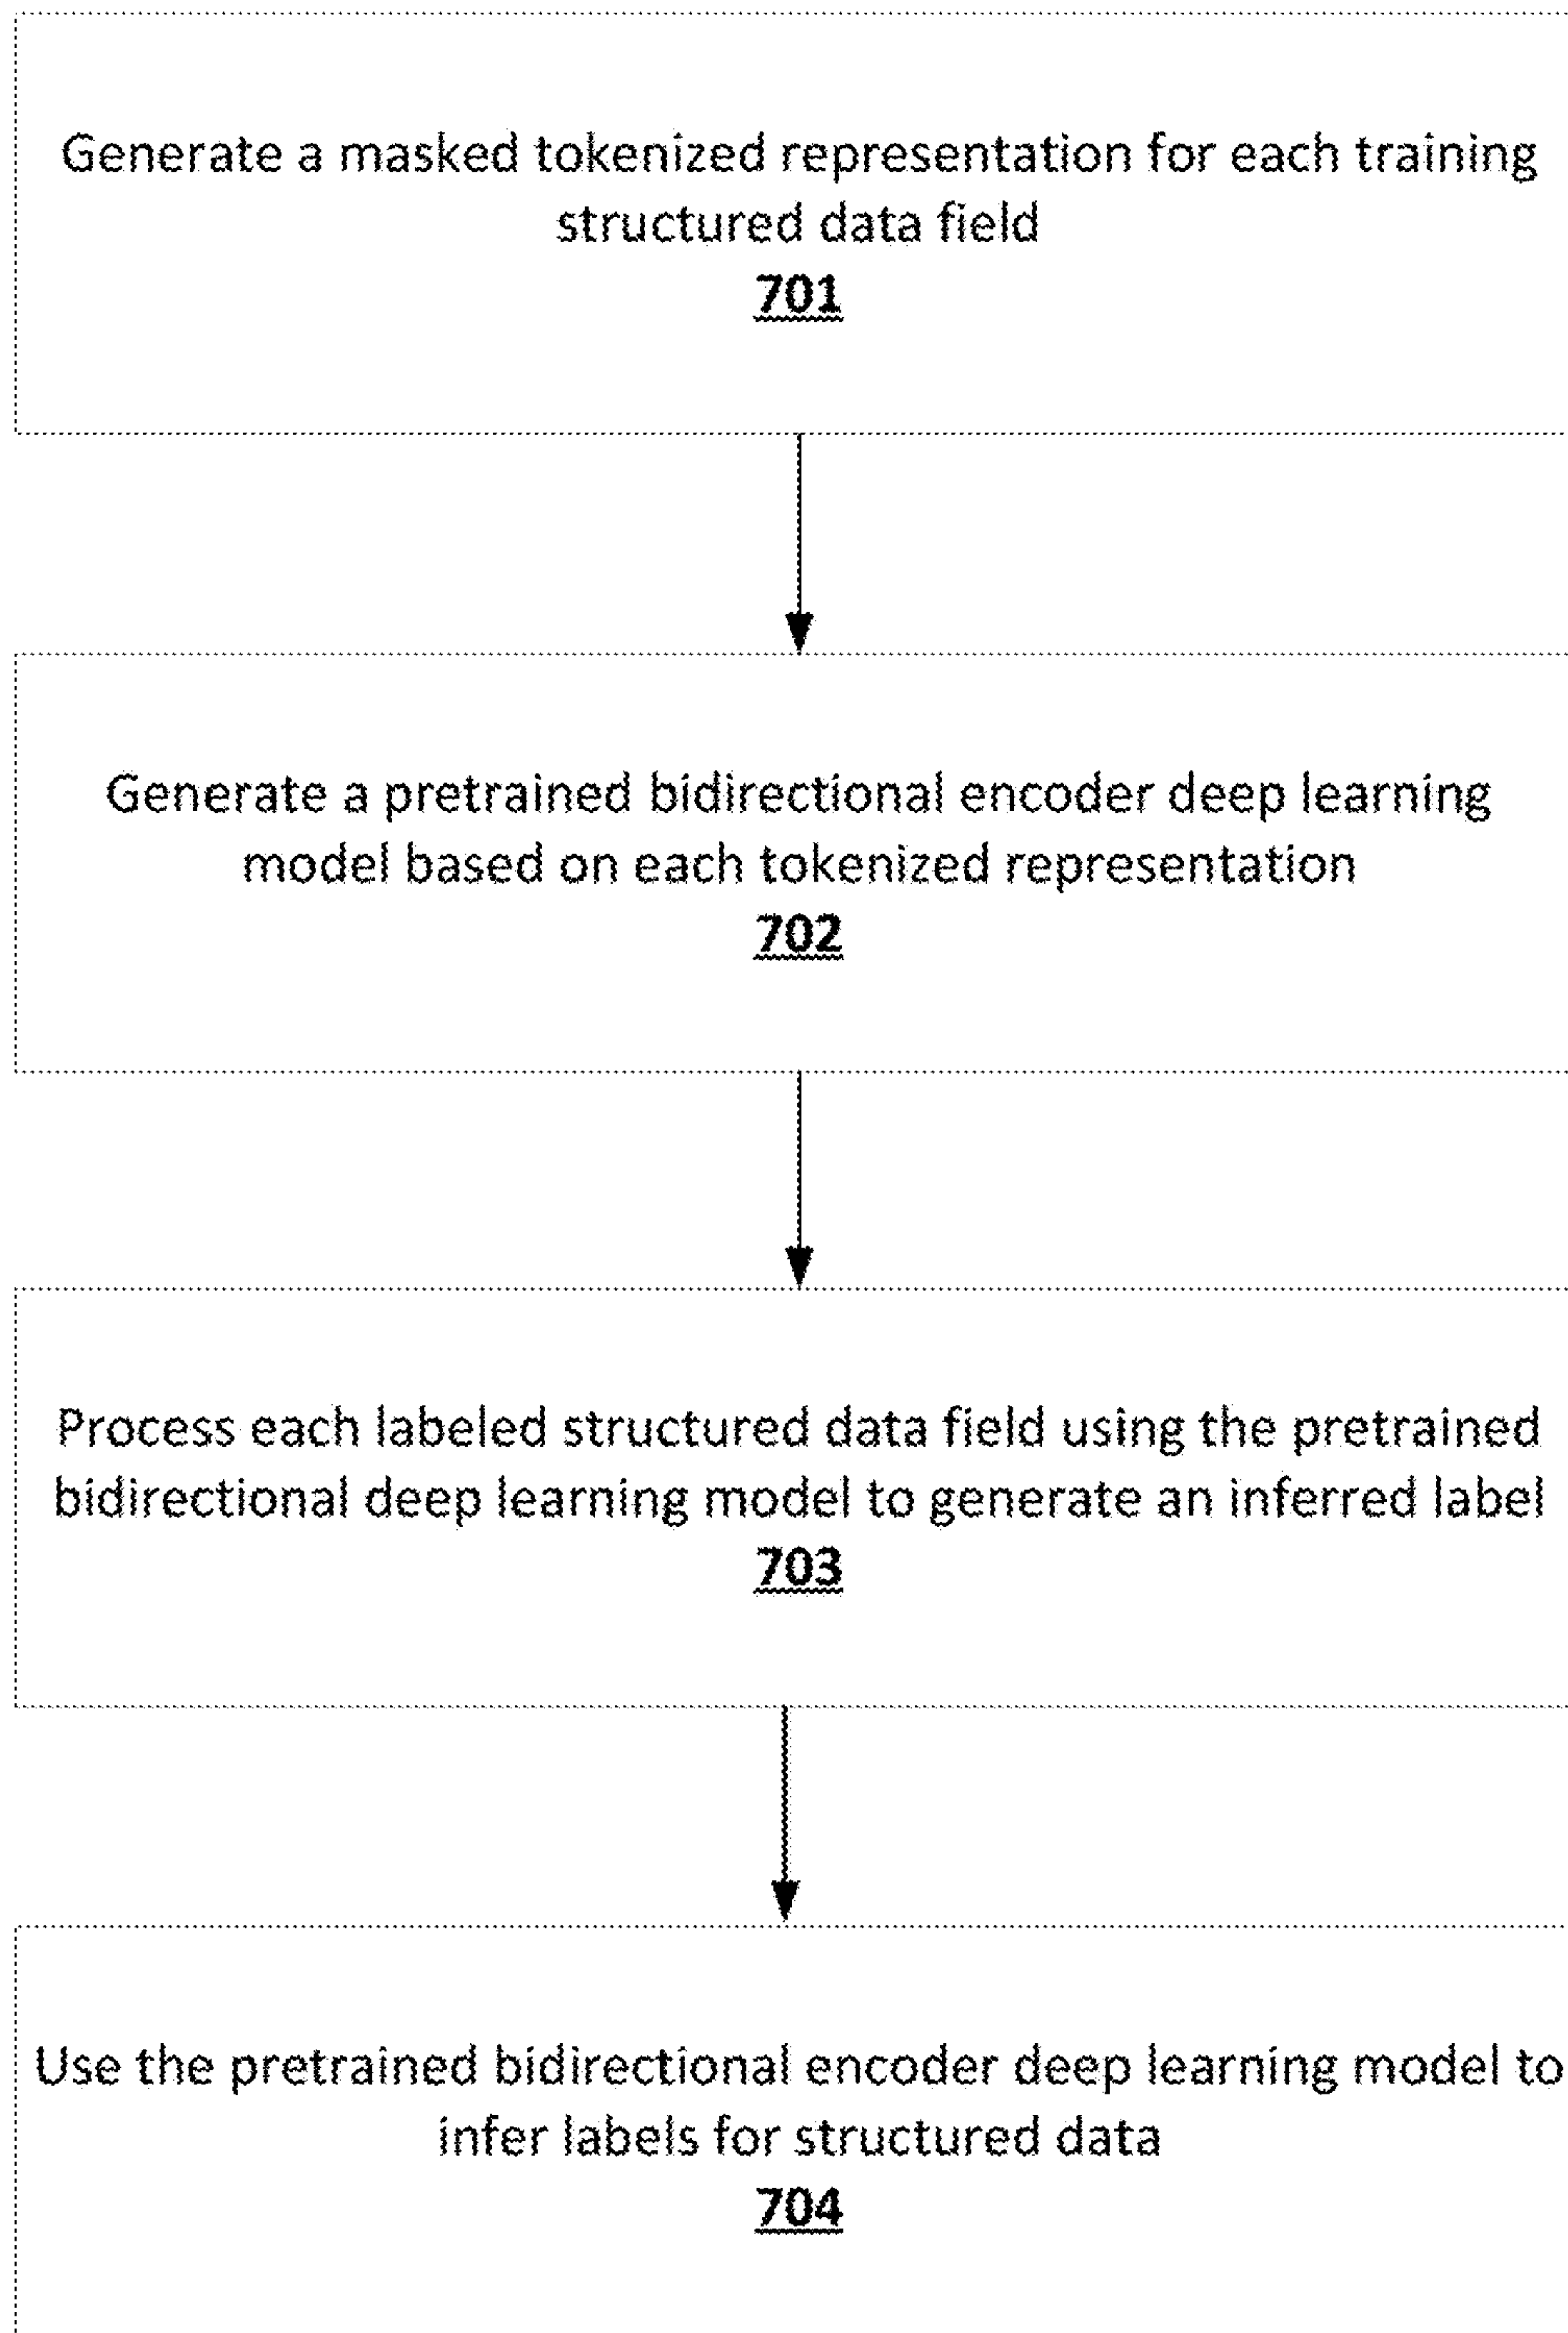 Generate a masked tokenized representation for each training
structured data field
701
Generate a pretrained bidirectional encoder deep learning
model based on each tokenized representation
702
Process each labeled structured data field using the pretrained
bidirectional deep learning model to generate an inferred label
703
Use the pretrained bidirectional encoder deep learning model to
infer labels for structured data
704